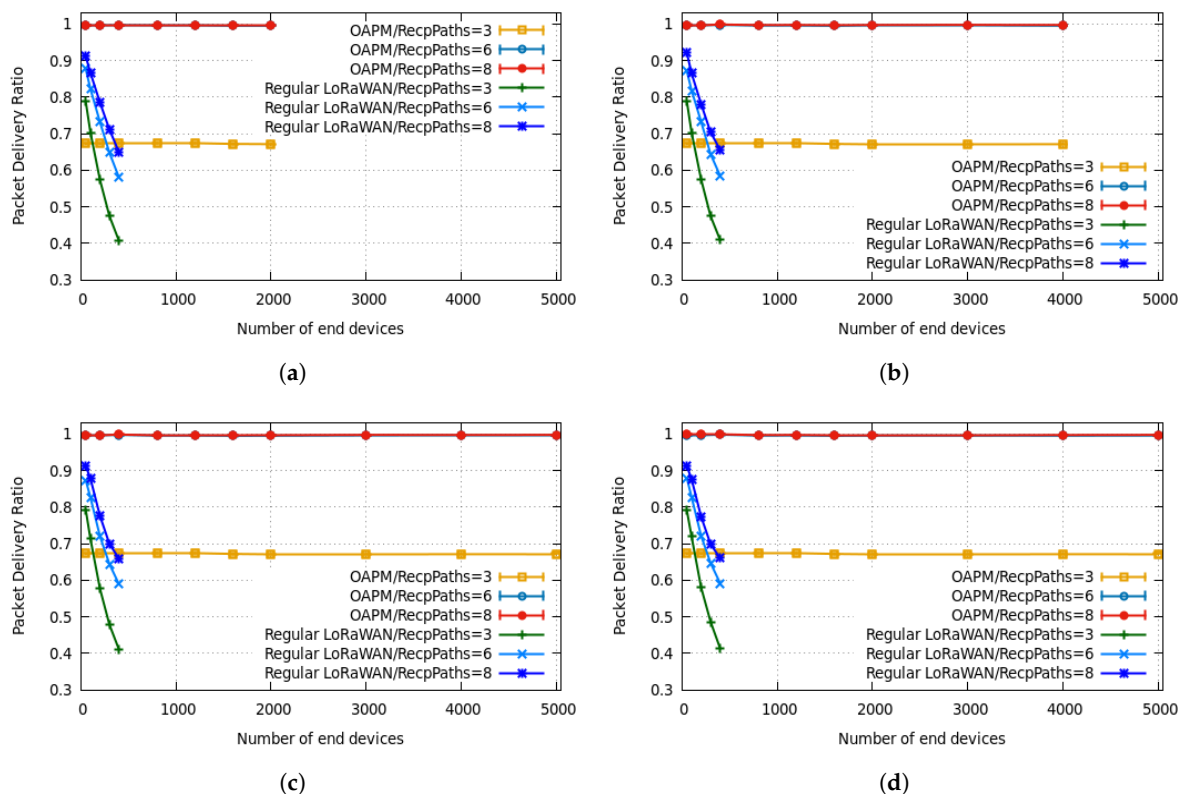 Packet Delivery Ratio
1
0.9
0.8
0.7
0.6
0.5
0.4
0.3
OAPM/RecpPaths=3
OAPM/RecpPaths=6
OAPM/RecpPaths=8
Regular LoRaWAN/RecpPaths=3
Regular LoRaWAN/RecpPaths=6
Regular LoRaWAN/RecpPaths=8
0 1000 2000 3000 4000 5000
Number of end devices
(a)
Packet Delivery Ratio
1
0.9
0.8
0.7
0.6
0.5
0.4
0.3
OAPM/RecpPaths=3
OAPM/RecpPaths=6
OAPM/RecpPaths=8
Regular LoRaWAN/RecpPaths=3
Regular LoRaWAN/RecpPaths=6
Regular LoRaWAN/RecpPaths=8
0 1000 2000 3000 4000 5000
Number of end devices
(b)
Packet Delivery Ratio
1
0.9
0.8
0.7
0.6
0.5
0.4
0.3
OAPM/RecpPaths=3
OAPM/RecpPaths=6
OAPM/RecpPaths=8
Regular LoRaWAN/RecpPaths=3
Regular LoRaWAN/RecpPaths=6
Regular LoRaWAN/RecpPaths=8
0 1000 2000 3000 4000 5000
Number of end devices
(c)
Packet Delivery Ratio
1
0.9
0.8
0.7
0.6
0.5
0.4
0.3
OAPM/RecpPaths=3
OAPM/RecpPaths=6
OAPM/RecpPaths=8
Regular LoRaWAN/RecpPaths=3
Regular LoRaWAN/RecpPaths=6
Regular LoRaWAN/RecpPaths=8
0 1000 2000 3000 4000 5000
Number of end devices
(d)